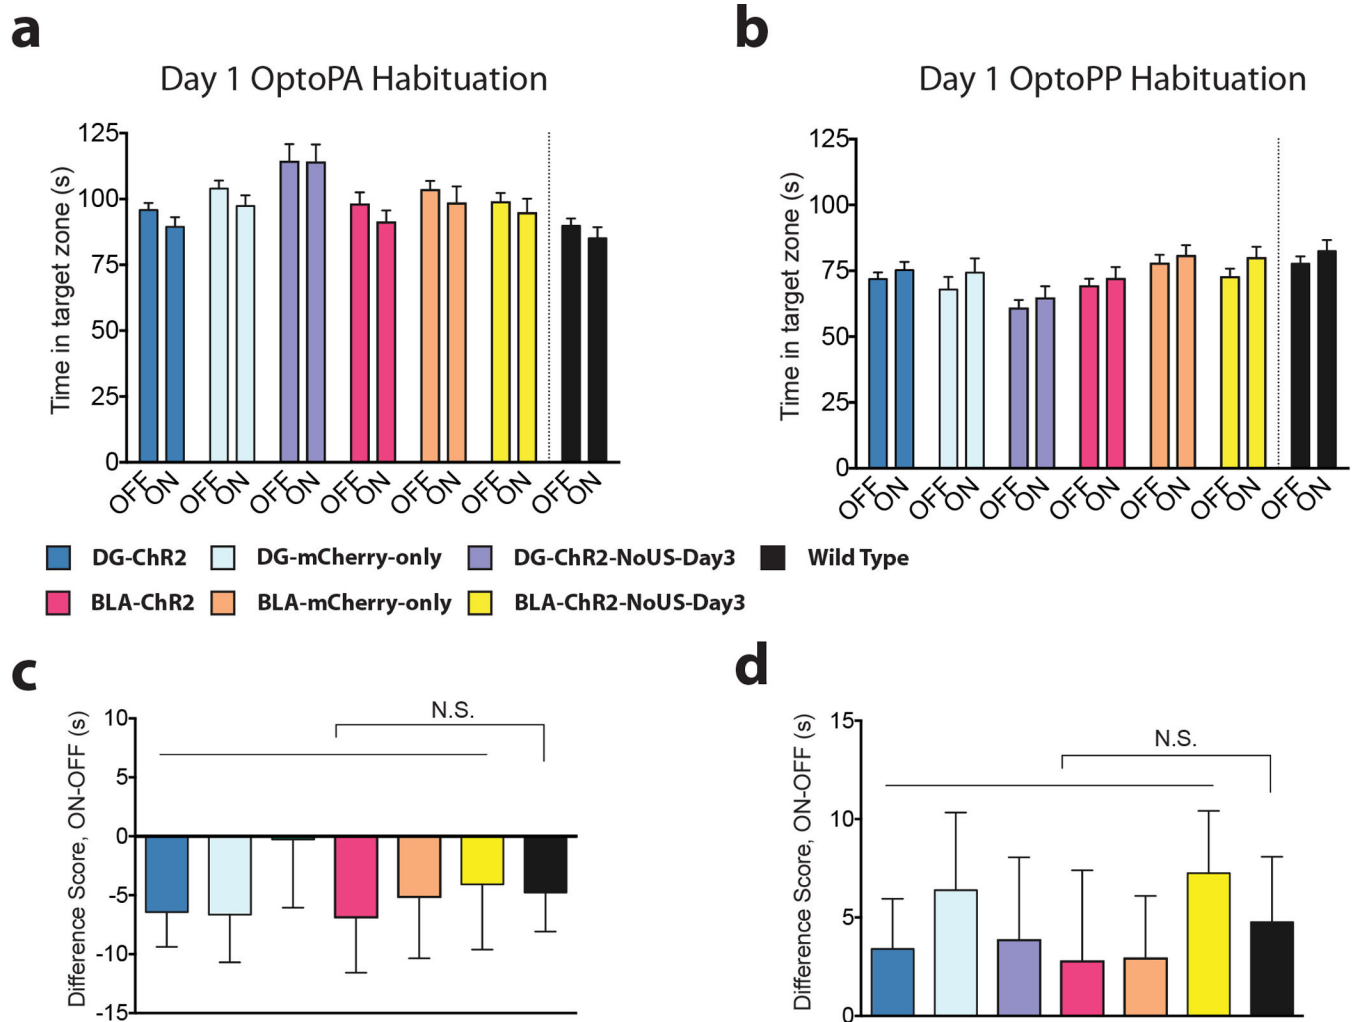 a
Day 1 OptoPA Habituation
Time in target zone (s)
125
100
75
50
25
0
OFF ON OFF ON OFF ON OFF ON OFF ON OFF ON OFF ON
b
Day 1 OptoPP Habituation
Time in target zone (s)
125
100
75
50
25
0
OFF ON OFF ON OFF ON OFF ON OFF ON OFF ON OFF ON
DG-ChR2 DG-mCherry-only DG-ChR2-NoUS-Day3 Wild Type
BLA-ChR2 BLA-mCherry-only BLA-ChR2-NoUS-Day3
c
Difference Score, ON-OFF (s)
10
5
0
-5
-10
-15
N.S.
d
Difference Score, ON-OFF (s)
15
10
5
0
N.S.